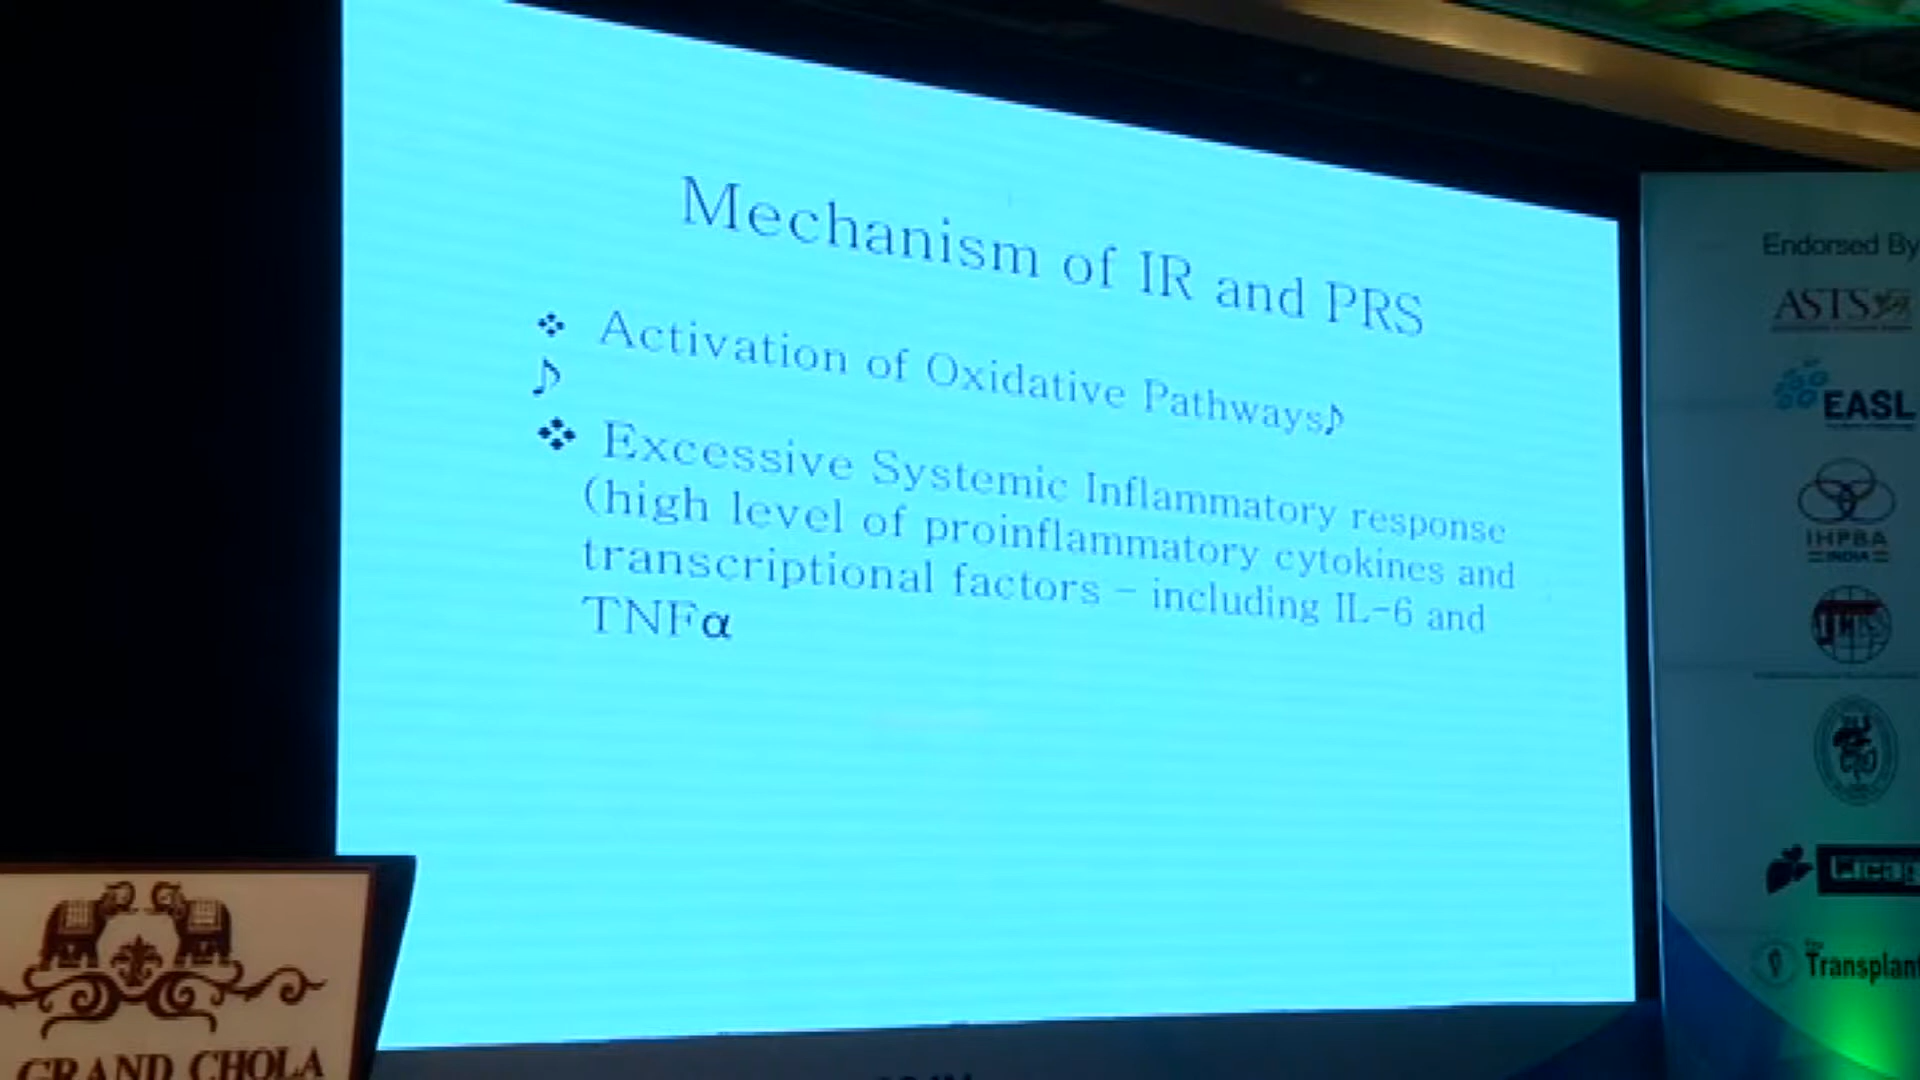 Mechanism of IR and PRS
❖ Activation of Oxidative Pathways♪
♪
❖ Excessive Systemic Inflammatory response
(high level of proinflammatory cytokines and
transcriptional factors – including IL-6 and
TNFα
Endorsed By
ASTS
EASL
IHPBA
INDIA
Transplant
GRAND CHOLA